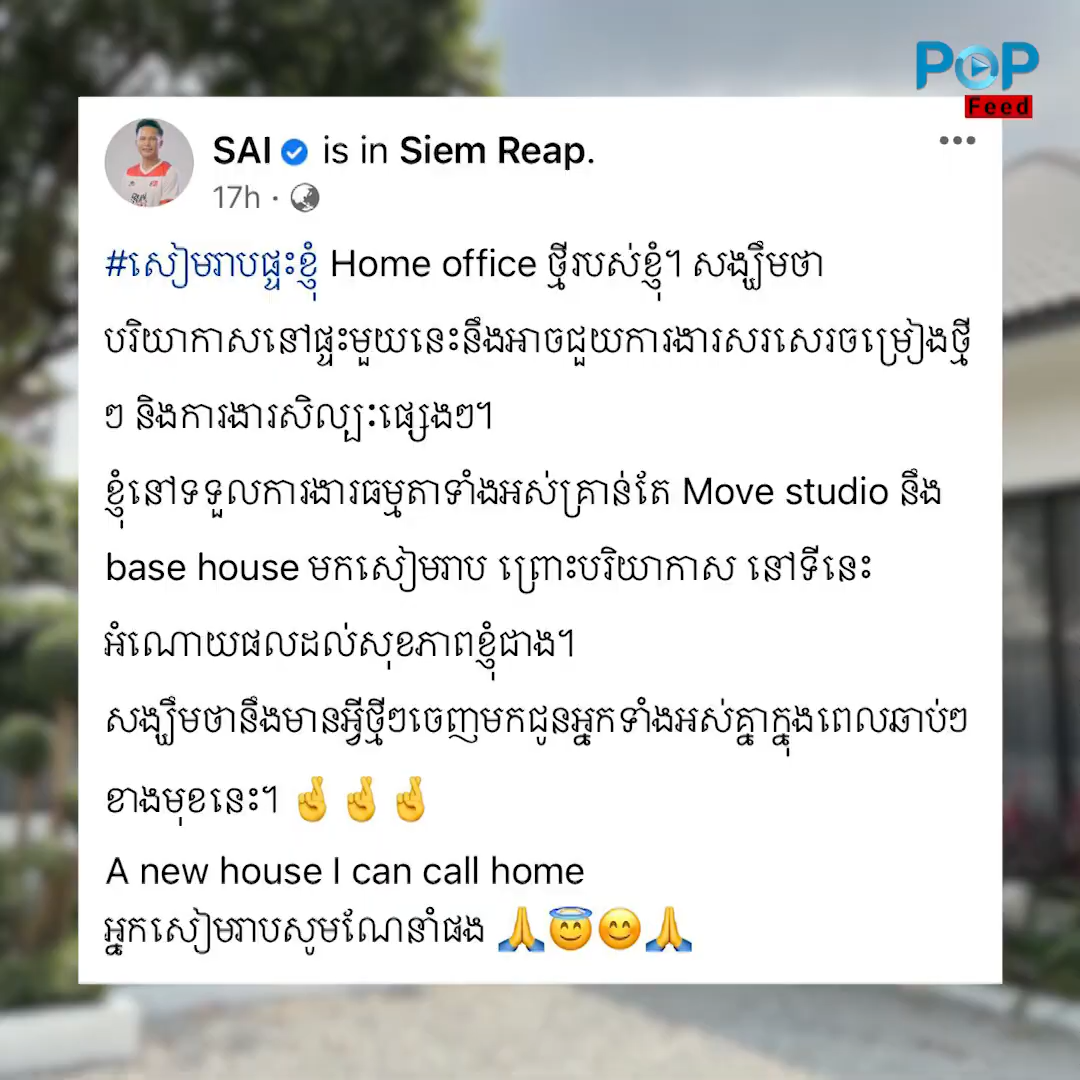 POP
Feed
SAI is in Siem Reap.
17h ·
#សៀមរាបផ្ទះខ្ញុំ Home office ថ្មីរបស់ខ្ញុំ។ សង្ឃឹមថា
បរិយាកាសនៅផ្ទះមួយនេះនឹងអាចជួយការងារសរសេរចម្រៀងថ្មី
ៗ និងការងារសិល្បៈផ្សេងៗ។
ខ្ញុំនៅទទួលការងារធម្មតាទាំងអស់គ្រាន់តែ Move studio នឹង
base house មកសៀមរាប ព្រោះបរិយាកាស នៅទីនេះ
អំណោយផលដល់សុខភាពខ្ញុំជាង។
សង្ឃឹមថានឹងមានអ្វីថ្មីៗចេញមកជូនអ្នកទាំងអស់គ្នាក្នុងពេលឆាប់ៗ
ខាងមុខនេះ។ 🤞🤞🤞
A new house I can call home
អ្នកសៀមរាបសូមណែនាំផង 🙏😇😊🙏